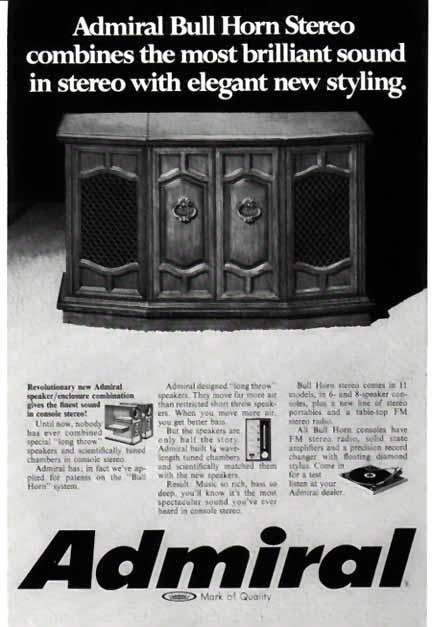 Admiral Bull Horn Stereo
combines the most brilliant sound
in stereo with elegant new styling.
Revolutionary new Admiral
speaker/enclosure combination
gives the finest sound
in console stereo!
Until now, nobody
has ever combined
special "long throw"
speakers and scientifically tuned
chambers in console stereo.
Admiral has; in fact we've ap-
plied for patents on the "Bull
Horn" system.
Admiral designed "long throw"
speakers. They move far more air
than restricted short throw speak-
ers. When you move more air,
you get better bass.
But the speakers are
only half the story.
Admiral built ¼ wave-
length tuned chambers,
and scientifically matched them
with the new speakers.
Result: Music so rich, bass so
deep, you'll know it's the most
spectacular sound you've ever
heard in console stereo.
Bull Horn stereo comes in 11
models, in 6- and 8-speaker con-
soles, plus a new line of stereo
portables and a table-top FM
stereo radio.
All Bull Horn consoles have
FM stereo radio, solid state
amplifiers and a precision record
changer with floating diamond
stylus. Come in
for a test
listen at your
Admiral dealer.
Admiral
Mark of Quality